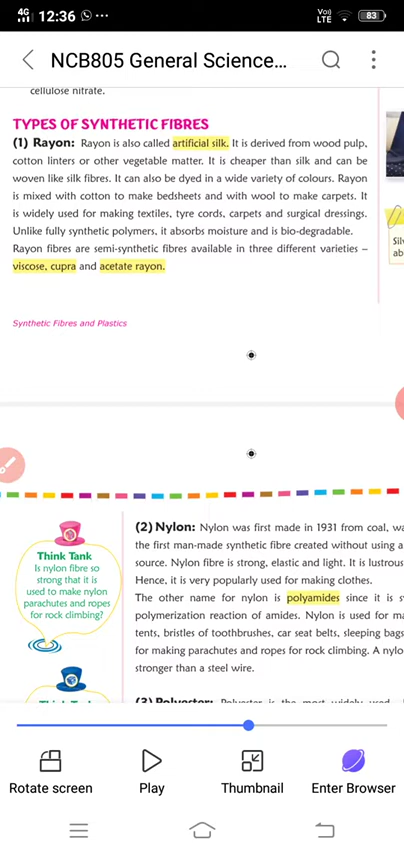 4G 12:36 Vo) LTE 83
NCB805 General Science...
cellulose nitrate.
TYPES OF SYNTHETIC FIBRES
(1) Rayon: Rayon is also called artificial silk. It is derived from wood pulp,
cotton linters or other vegetable matter. It is cheaper than silk and can be
woven like silk fibres. It can also be dyed in a wide variety of colours. Rayon
is mixed with cotton to make bedsheets and with wool to make carpets. It
is widely used for making textiles, tyre cords, carpets and surgical dressings.
Unlike fully synthetic polymers, it absorbs moisture and is bio-degradable.
Rayon fibres are semi-synthetic fibres available in three different varieties –
viscose, cupra and acetate rayon.
Sil
ab
Synthetic Fibres and Plastics
Think Tank
Is nylon fibre so
strong that it is
used to make nylon
parachutes and ropes
for rock climbing?
(2) Nylon: Nylon was first made in 1931 from coal, wa
the first man-made synthetic fibre created without using a
source. Nylon fibre is strong, elastic and light. It is lustrous
Hence, it is very popularly used for making clothes.
The other name for nylon is polyamides since it is s
polymerization reaction of amides. Nylon is used for ma
tents, bristles of toothbrushes, car seat belts, sleeping bags
for making parachutes and ropes for rock climbing. A nylo
stronger than a steel wire.
Rotate screen
Play
Thumbnail
Enter Browser